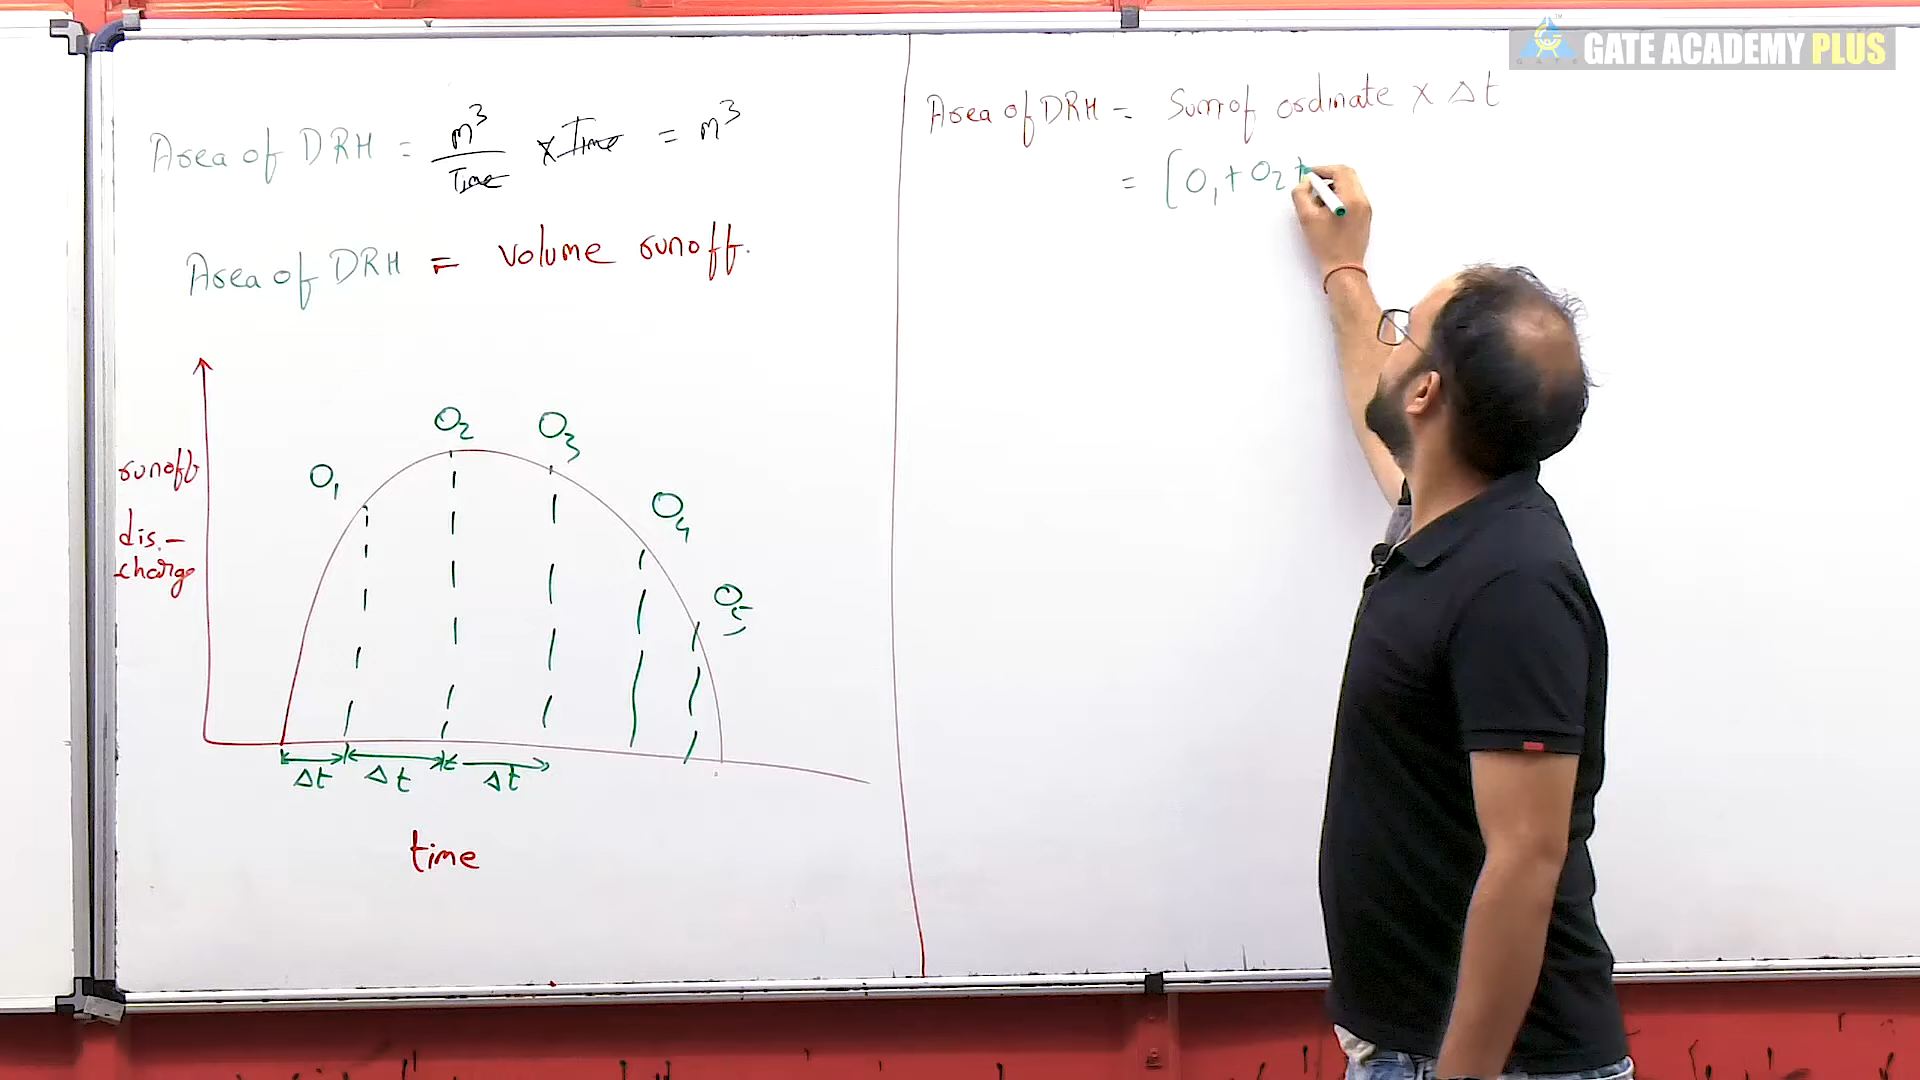 GATE ACADEMY PLUS
Area of DRH = m³/Time × Time = m³
Area of DRH = volume runoff.
O₁ O₂ O₃ O₄ O₅
runoff
dis-
charge
Δt Δt Δt
time
Area of DRH = Sum of ordinate × Δt
= [O₁ + O₂ +